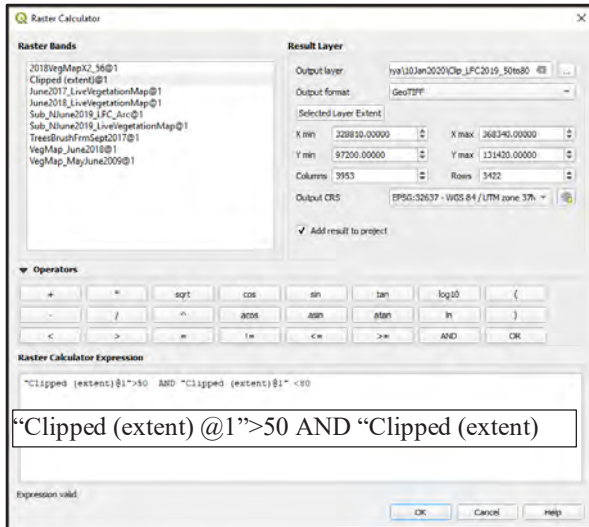 Raster Calculator
Raster Bands
2018VegMapX2_56@1
Clipped (extent)@1
June2017_LiveVegetationMap@1
June2018_LiveVegetationMap@1
Sub_NJune2019_LFC_Arc@1
Sub_NJune2019_LiveVegetationMap@1
TreesBrushFrmSept2017@1
VegMap_June2018@1
VegMap_MayJune2009@1
Result Layer
Output layer ıya\10Jan2020\Clip_LFC2019_50to80 ...
Output format GeoTIFF
Selected Layer Extent
X min 328810.00000 X max 368340.00000
Y min 97200.00000 Y max 131420.00000
Columns 3953 Rows 3422
Output CRS EPSG:32637 - WGS 84 / UTM zone 37N
Add result to project
Operators
+ * sqrt cos sin tan log10 (
- / ^ acos asin atan ln )
< > = != <= >= AND OR
Raster Calculator Expression
"Clipped (extent)@1">50 AND "Clipped (extent)@1" <80
“Clipped (extent) @1”>50 AND “Clipped (extent)
Expression valid
OK Cancel Help